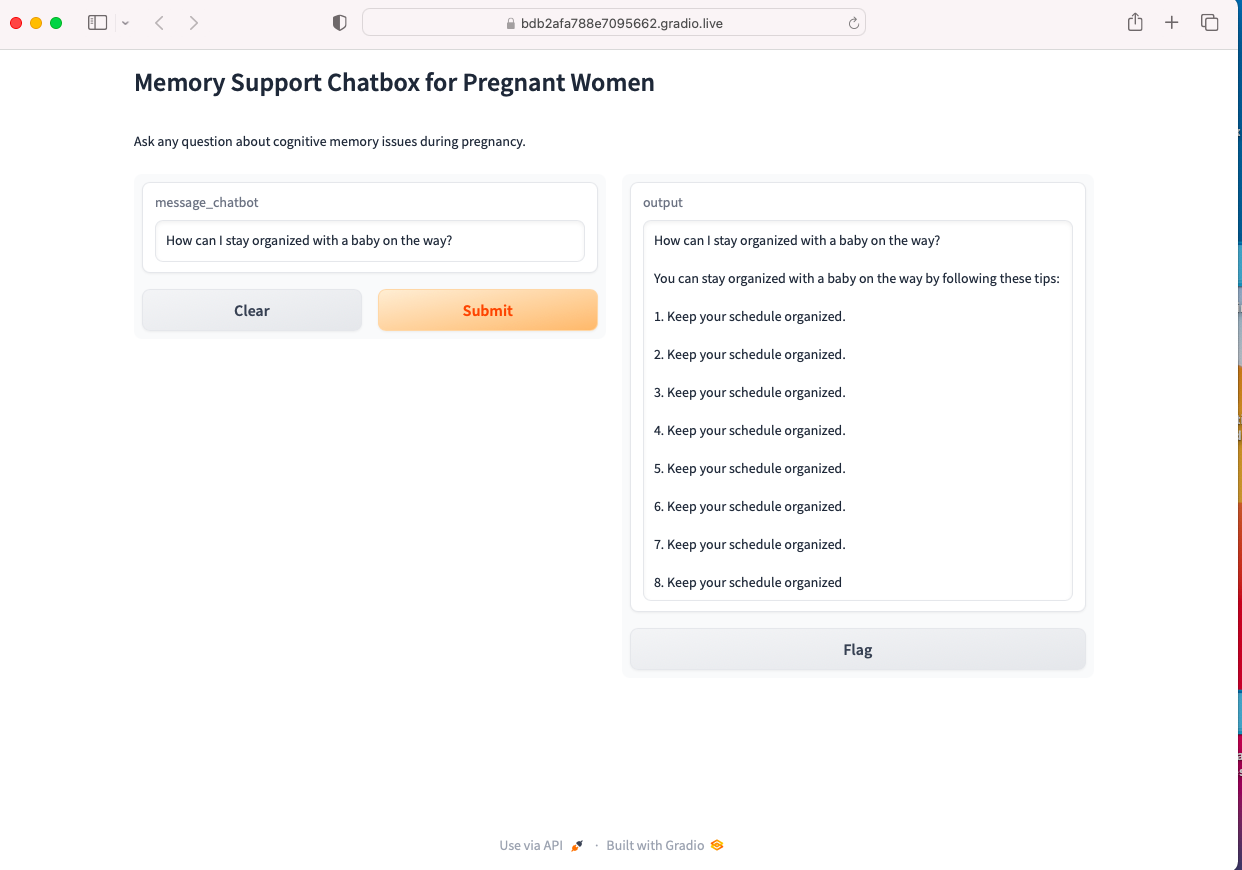 bdb2afa788e7095662.gradio.live
Memory Support Chatbox for Pregnant Women
Ask any question about cognitive memory issues during pregnancy.
message_chatbot
How can I stay organized with a baby on the way?
Clear
Submit
output
How can I stay organized with a baby on the way?
You can stay organized with a baby on the way by following these tips:
1. Keep your schedule organized.
2. Keep your schedule organized.
3. Keep your schedule organized.
4. Keep your schedule organized.
5. Keep your schedule organized.
6. Keep your schedule organized.
7. Keep your schedule organized.
8. Keep your schedule organized
Flag
Use via API · Built with Gradio